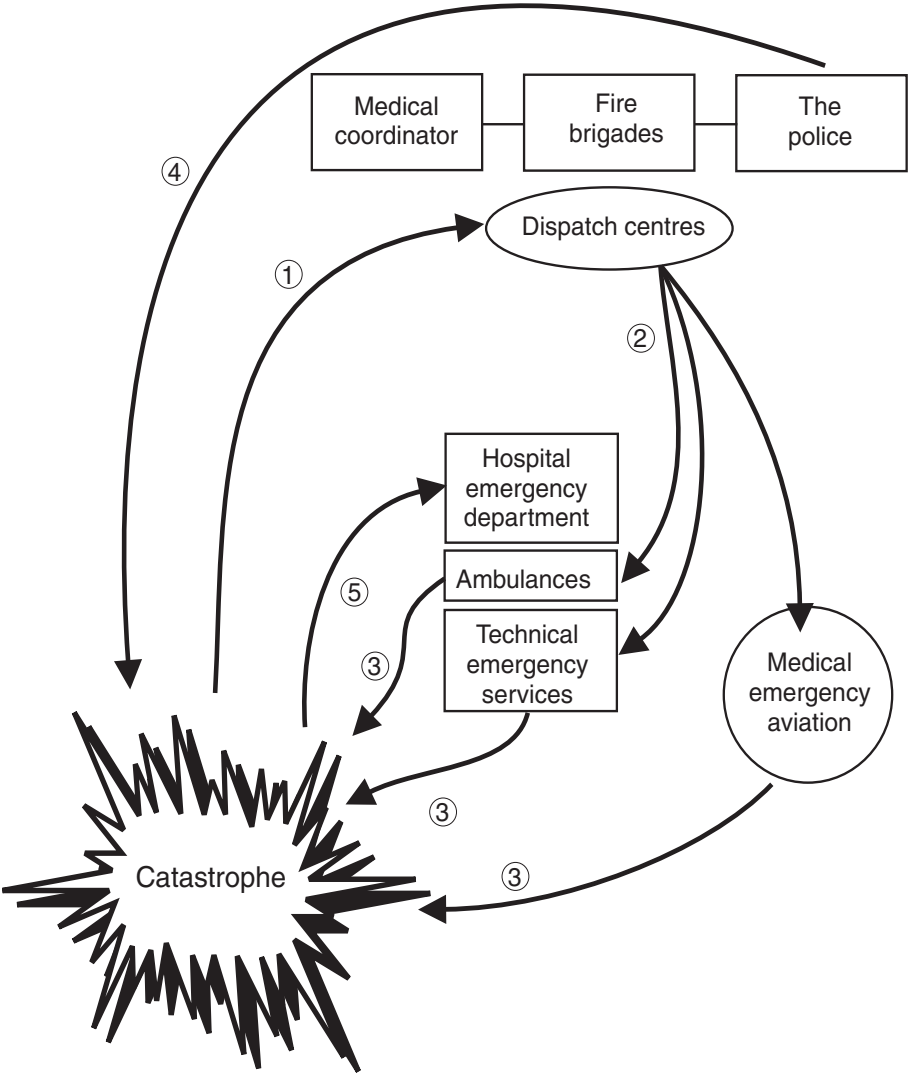 Medical
coordinator
Fire
brigades
The
police
④
Dispatch centres
①
②
Hospital
emergency
department
Ambulances
⑤
Technical
emergency
services
③
Medical
emergency
aviation
③
Catastrophe
③